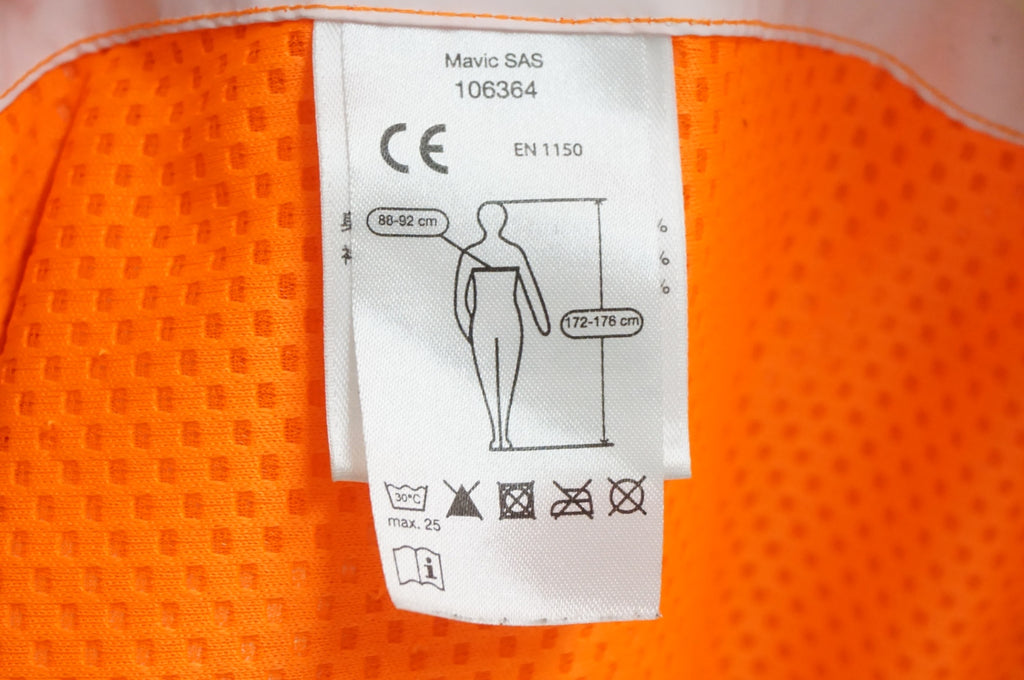 Mavic SAS
106364
CE
EN 1150
88-92 cm
172-176 cm
%
%
%
30°C
max. 25
i